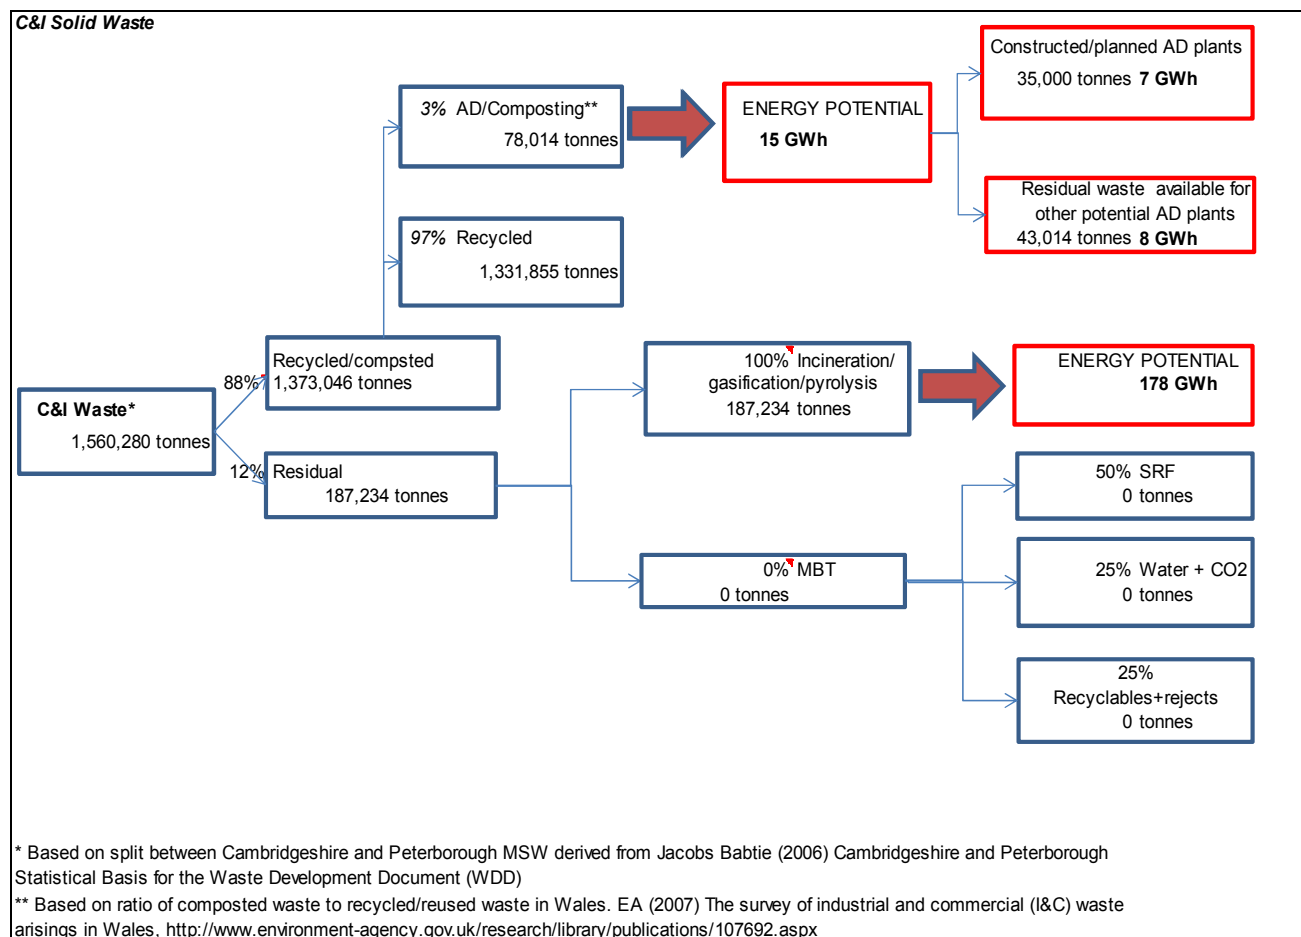 C&I Solid Waste
Constructed/planned AD plants
35,000 tonnes 7 GWh
3% AD/Composting**
78,014 tonnes
ENERGY POTENTIAL
15 GWh
Residual waste available for
other potential AD plants
43,014 tonnes 8 GWh
97% Recycled
1,331,855 tonnes
Recycled/compsted
88% 1,373,046 tonnes
100% Incineration/
gasification/pyrolysis
187,234 tonnes
ENERGY POTENTIAL
178 GWh
C&I Waste*
1,560,280 tonnes
12% Residual
187,234 tonnes
50% SRF
0 tonnes
0% MBT
0 tonnes
25% Water + CO2
0 tonnes
25%
Recyclables+rejects
0 tonnes
* Based on split between Cambridgeshire and Peterborough MSW derived from Jacobs Babtie (2006) Cambridgeshire and Peterborough
Statistical Basis for the Waste Development Document (WDD)
** Based on ratio of composted waste to recycled/reused waste in Wales. EA (2007) The survey of industrial and commercial (I&C) waste
arisings in Wales, http://www.environment-agency.gov.uk/research/library/publications/107692.aspx